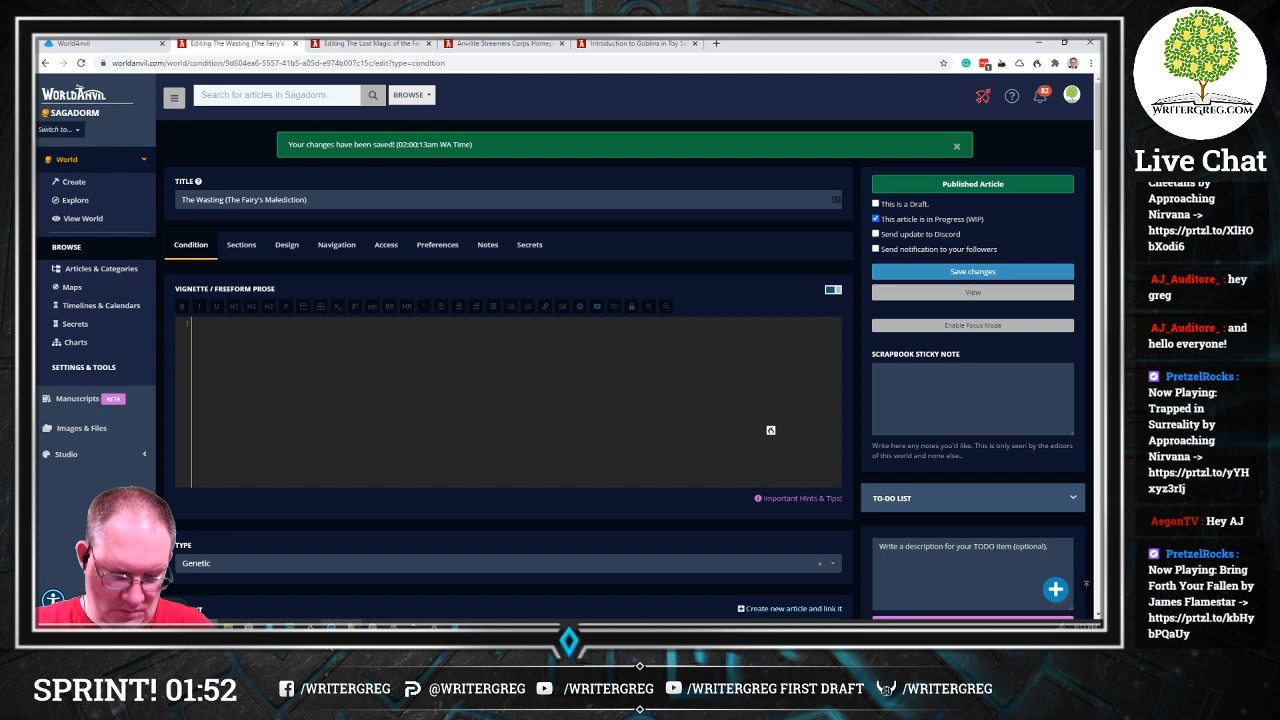 WorldAnvil
Editing The Wasting (The Fairy's
Editing The Lost Magic of the Fa
Anvilite Streamers Corps Homep
Introduction to Goblins in Toy Sa
worldanvil.com/world/condition/9d604ea6-5557-41b5-a05d-e974b007c15c/edit?type=condition
WORLDANVIL
SAGADORM
Switch to...
Search for articles in Sagadorm...
BROWSE
82
World
Create
Explore
View World
BROWSE
Articles & Categories
Maps
Timelines & Calendars
Secrets
Charts
SETTINGS & TOOLS
Manuscripts BETA
Images & Files
Studio
Your changes have been saved! (02:00:13am WA Time)
TITLE
The Wasting (The Fairy's Malediction)
Condition Sections Design Navigation Access Preferences Notes Secrets
VIGNETTE / FREEFORM PROSE
B I U H1 H2 H3 P BR HR
1
Important Hints & Tips!
TYPE
Genetic
Create new article and link it
Published Article
This is a Draft.
This article is in Progress (WIP)
Send update to Discord
Send notification to your followers
Save changes
View
Enable Focus Mode
SCRAPBOOK STICKY NOTE
Write here any notes you'd like. This is only seen by the editors
of this world and none else..
TO-DO LIST
Write a description for your TODO item (optional).
WRITERGREG.COM
Live Chat
Cheetahs by
Approaching
Nirvana ->
https://prtzl.to/XlHO
bXodi6
AJ_Auditore_ : hey
greg
AJ_Auditore_ : and
hello everyone!
PretzelRocks :
Now Playing:
Trapped in
Surreality by
Approaching
Nirvana ->
https://prtzl.to/yYH
xyz3rIj
AegonTV : Hey AJ
PretzelRocks :
Now Playing: Bring
Forth Your Fallen by
James Flamestar ->
https://prtzl.to/kbHy
bPQaUy
SPRINT! 01:52
/WRITERGREG
@WRITERGREG
/WRITERGREG
/WRITERGREG FIRST DRAFT
/WRITERGREG